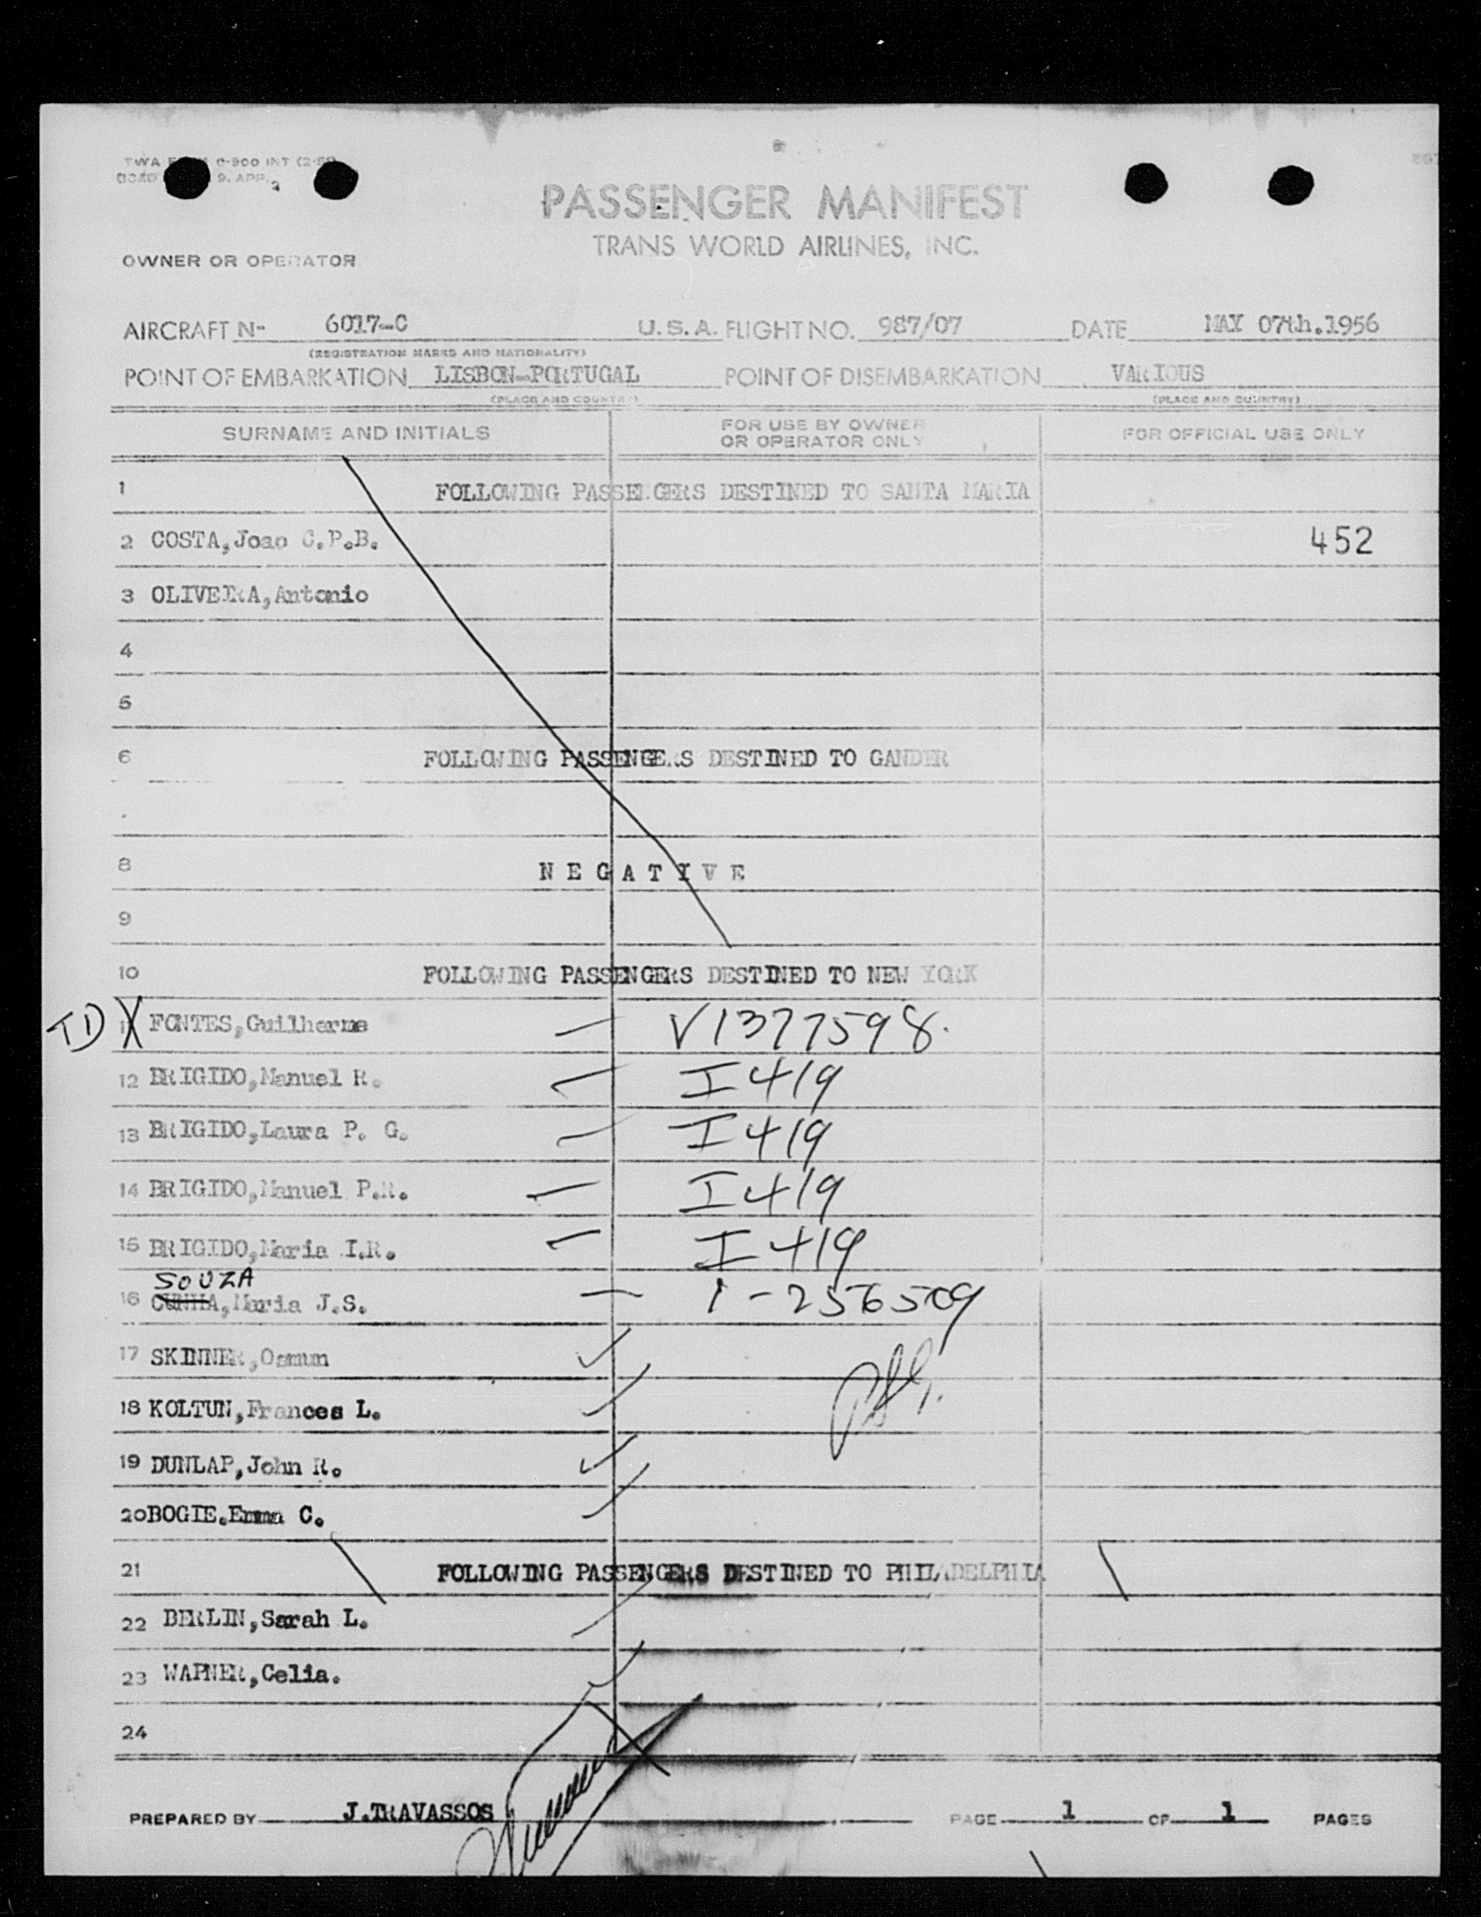 PASSENGER MANIFEST
TRANS WORLD AIRLINES, INC.
OWNER OR OPERATOR
AIRCRAFT N- 6017-C U.S.A. FLIGHT NO. 987/07 DATE MAY 07th.1956
(REGISTRATION MARKS AND NATIONALITY)
POINT OF EMBARKATION LISBON-PORTUGAL POINT OF DISEMBARKATION VARIOUS
(PLACE AND COUNTRY) (PLACE AND COUNTRY)
SURNAME AND INITIALS FOR USE BY OWNER OR OPERATOR ONLY FOR OFFICIAL USE ONLY
1 FOLLOWING PASSENGERS DESTINED TO SANTA MARIA
2 COSTA,Joao C.P.B. 452
3 OLIVEIRA,Antonio
4
5
6 FOLLOWING PASSENGERS DESTINED TO GANDER
8 N E G A T I V E
9
10 FOLLOWING PASSENGERS DESTINED TO NEW YORK
TD X FONTES,Guilherme — V1377598.
12 BRIGIDO,Manuel R. — I 419
13 BRIGIDO,Laura P. G. — I 419
14 BRIGIDO,Manuel P.R. — I 419
15 BRIGIDO,Maria I.R. — I 419
SOUZA
16 CUNHA,Maria J.S. — 1-256509
17 SKINNER,Osmun ✓
18 KOLTUN,Frances L. ✓
19 DUNLAP,John R. ✓
20 BOGIE.Emma C. ✓
21 FOLLOWING PASSENGERS DESTINED TO PHILADELPHIA
22 BERLIN,Sarah L.
23 WAPNER,Celia. ✓
24
PREPARED BY J.TRAVASSOS PAGE 1 OF 1 PAGES